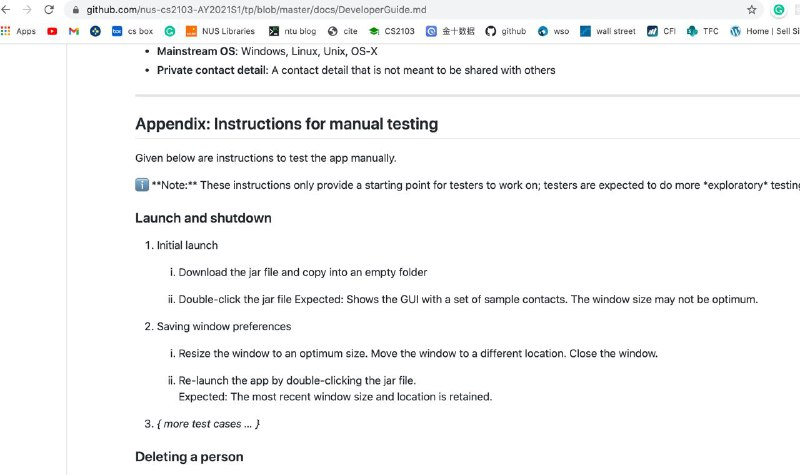 github.com/nus-cs2103-AY2021S1/tp/blob/master/docs/DeveloperGuide.md
Apps cs box NUS Libraries ntu blog cite CS2103 金十数据 github wso wall street CFI TFC Home | Sell Si
• Mainstream OS: Windows, Linux, Unix, OS-X
• Private contact detail: A contact detail that is not meant to be shared with others
Appendix: Instructions for manual testing
Given below are instructions to test the app manually.
**Note:** These instructions only provide a starting point for testers to work on; testers are expected to do more *exploratory* testing
Launch and shutdown
1. Initial launch
i. Download the jar file and copy into an empty folder
ii. Double-click the jar file Expected: Shows the GUI with a set of sample contacts. The window size may not be optimum.
2. Saving window preferences
i. Resize the window to an optimum size. Move the window to a different location. Close the window.
ii. Re-launch the app by double-clicking the jar file.
Expected: The most recent window size and location is retained.
3. { more test cases … }
Deleting a person